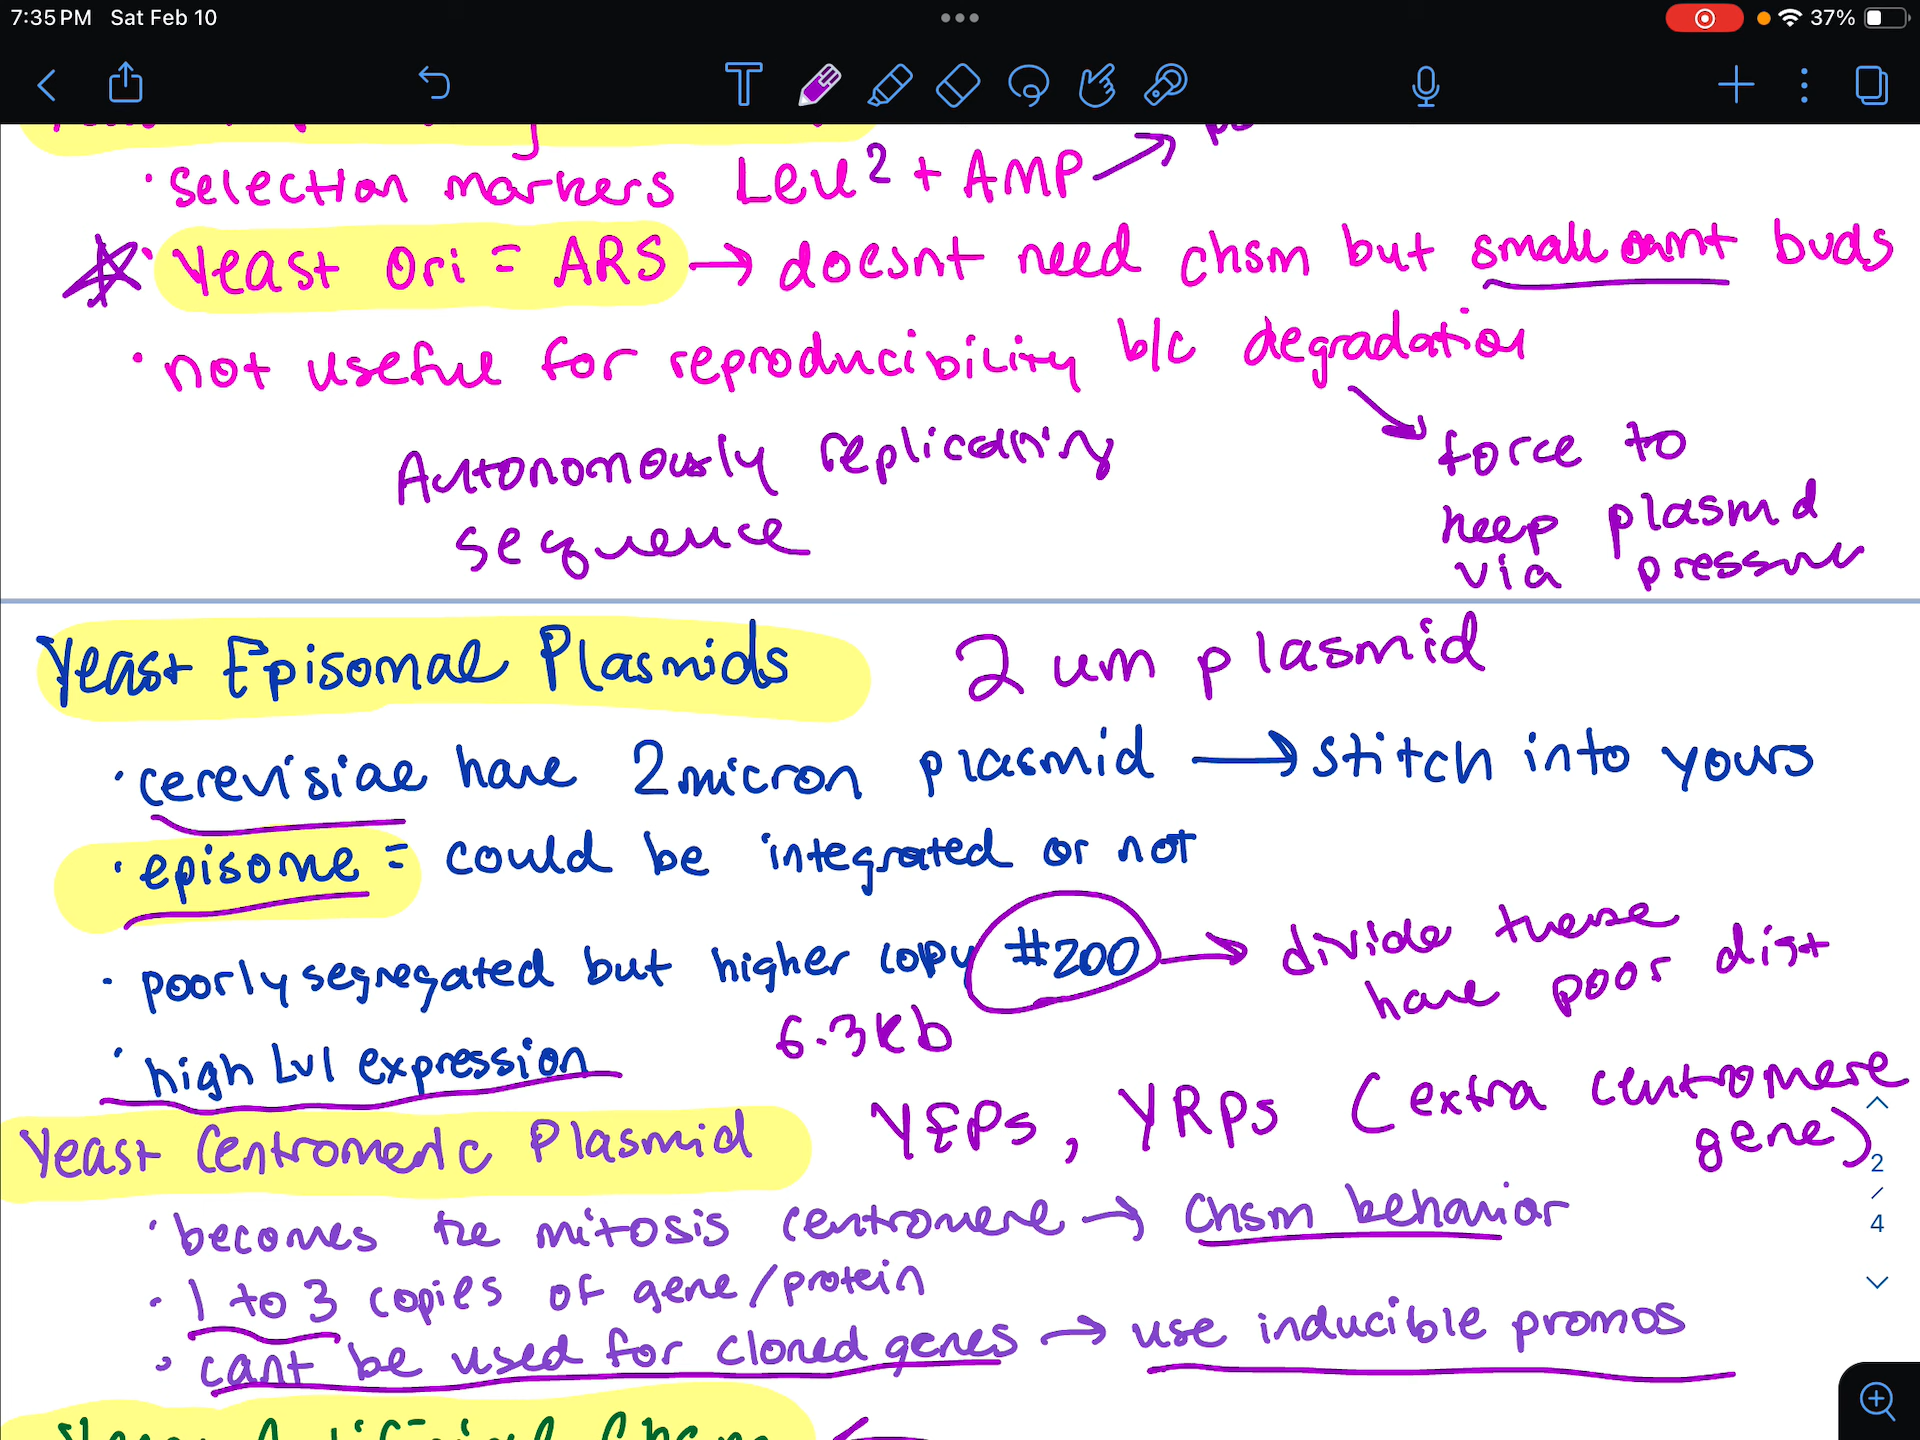 7:35 PM Sat Feb 10
37%
selection markers Leu2 + AMP →
Yeast Ori = ARS → doesnt need chsm but small amnt buds
not useful for reproducibility b/c degradation
Autonomously replicating
sequence
force to
keep plasmid
via pressure
Yeast Episomal Plasmids 2 um plasmid
cerevisiae have 2 micron plasmid → stitch into yours
episome = could be integrated or not
poorly segregated but higher copy #200 → divide these
have poor dist
6.3kb
high lvl expression
Yeast Centromeric Plasmid YEPs, YRPs (extra centromere
gene)
becomes the mitosis centromere → chsm behavior
1 to 3 copies of gene/protein
cant be used for cloned genes → use inducible promos
2
/
4